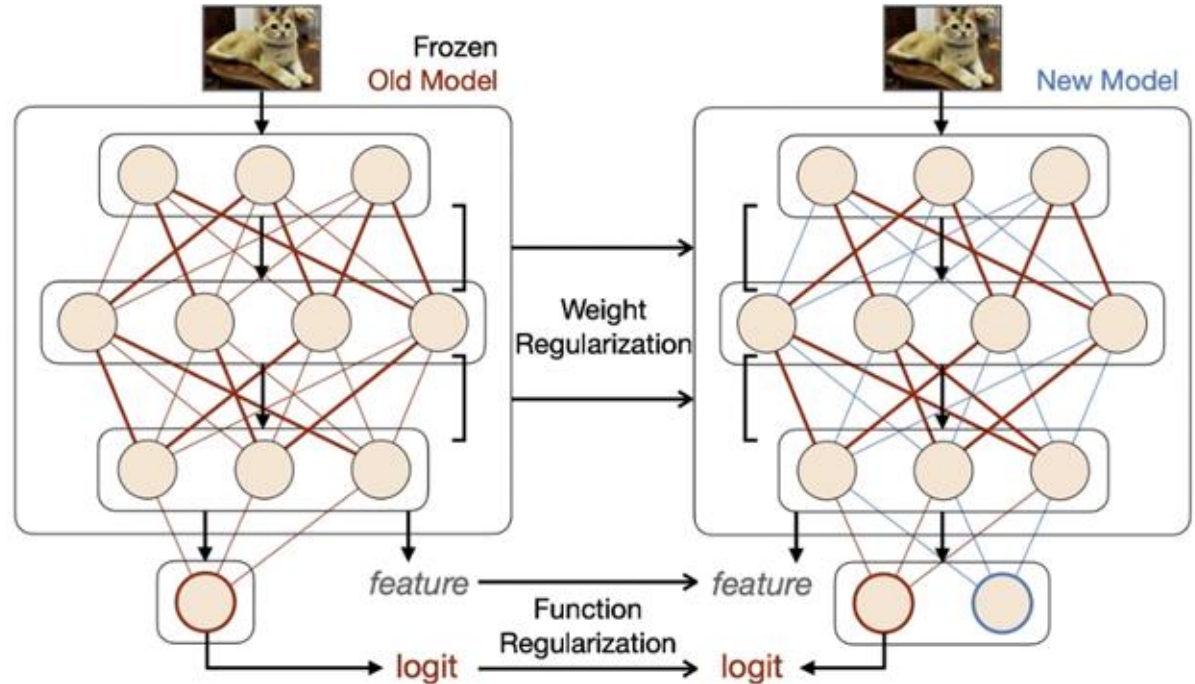 Frozen
Old Model
New Model
Weight
Regularization
feature
feature
Function
Regularization
logit
logit